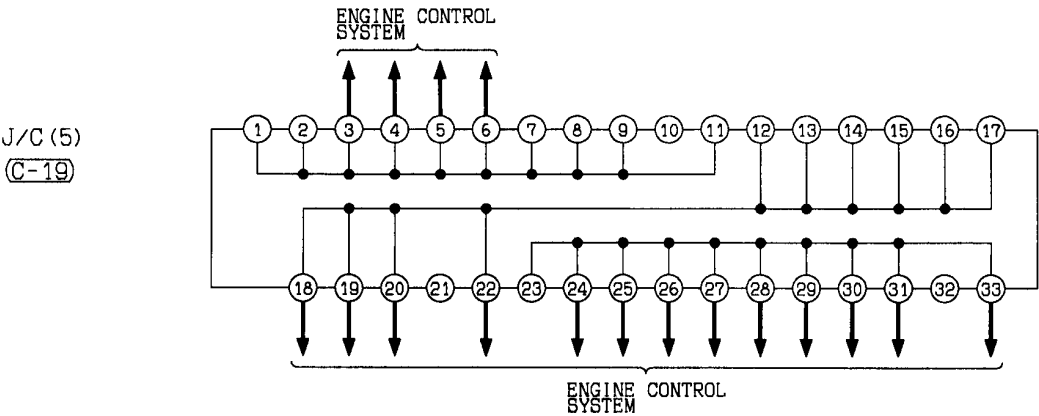 ENGINE CONTROL
SYSTEM
J/C (5)
(C-19)
1 2 3 4 5 6 7 8 9 10 11 12 13 14 15 16 17
18 19 20 21 22 23 24 25 26 27 28 29 30 31 32 33
ENGINE CONTROL
SYSTEM